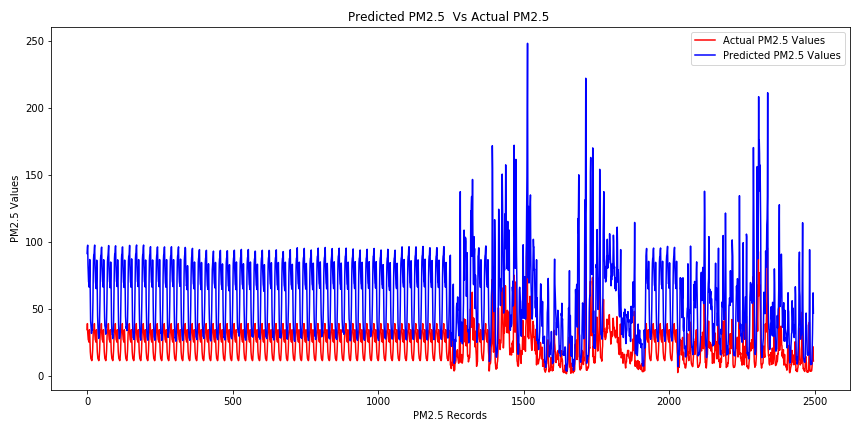 Predicted PM2.5  Vs Actual PM2.5
Actual PM2.5 Values
Predicted PM2.5 Values
PM2.5 Values
250
200
150
100
50
0
0 500 1000 1500 2000 2500
PM2.5 Records